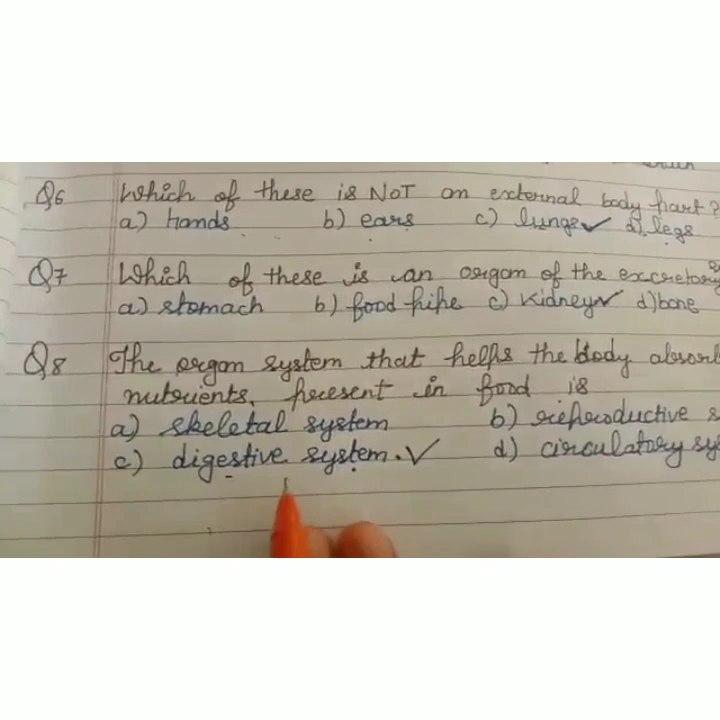 Q6 Which of these is NOT an external body part?
a) hands b) ears c) lungs ✓ d) legs
Q7 Which of these is an organ of the excretory
a) stomach b) food pipe c) kidney ✓ d) bone
Q8 The organ system that helps the body absorb
nutrients, present in food is
a) skeletal system b) reproductive s
c) digestive system. ✓ d) circulatory sy